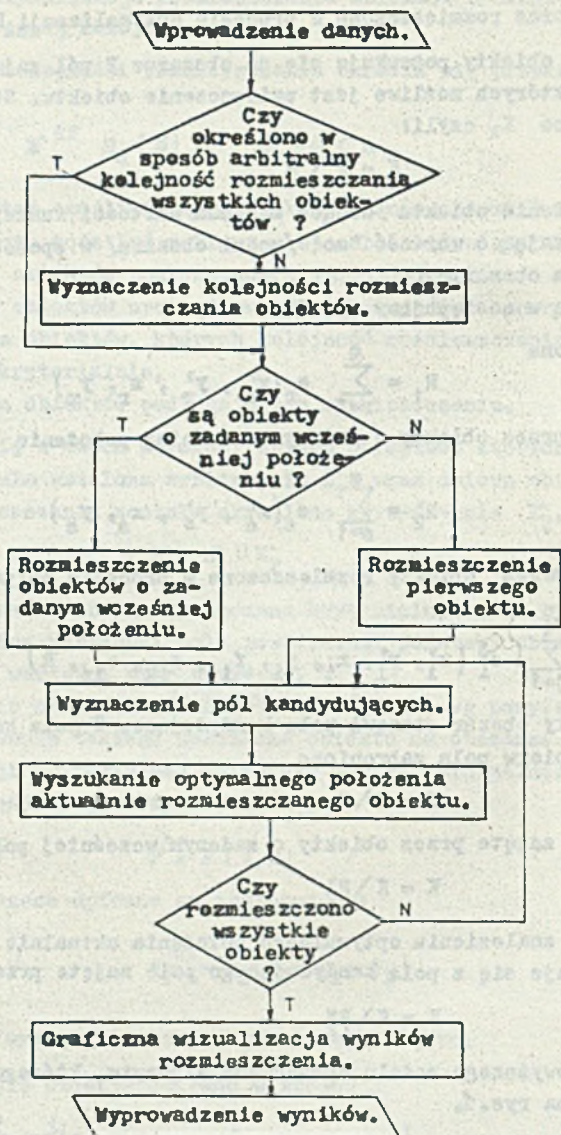 Wprowadzenie danych.
Czy
określono w
sposób arbitralny
kolejność rozmieszczania
wszystkich obiek-
tów ?
T
N
Wyznaczenie kolejności rozmiesz-
czania obiektów.
Czy
są obiekty o
zadanym wcześ-
niej położe-
niu ?
T
N
Rozmieszczenie
obiektów o za-
danym wcześniej
położeniu.
Rozmieszczenie
pierwszego
obiektu.
Wyznaczenie pól kandydujących.
Wyszukanie optymalnego położenia
aktualnie rozmieszczanego obiektu.
Czy
rozmieszczono
wszystkie
obiekty
?
N
T
Graficzna wizualizacja wyników
rozmieszczenia.
Wyprowadzenie wyników.